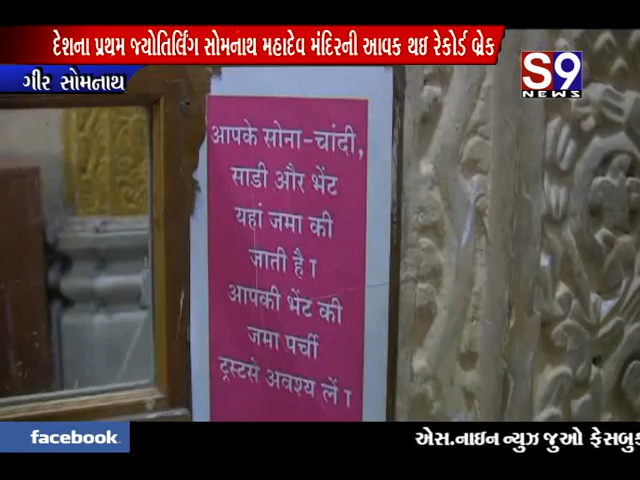 દેશના પ્રથમ જ્યોતિર્લિંગ સોમનાથ મહાદેવ મંદિરની આવક થઇ રેકોર્ડ બ્રેક
ગીર સોમનાથ
S9
NEWS
आपके सोना-चांदी,
साडी और भेंट
यहां जमा की
जाती है।
आपकी भेंट की
जमा पर्ची
ट्रस्टसे अवश्य लें।
facebook
એસ.નાઇન ન્યુઝ જુઓ ફેસબુક